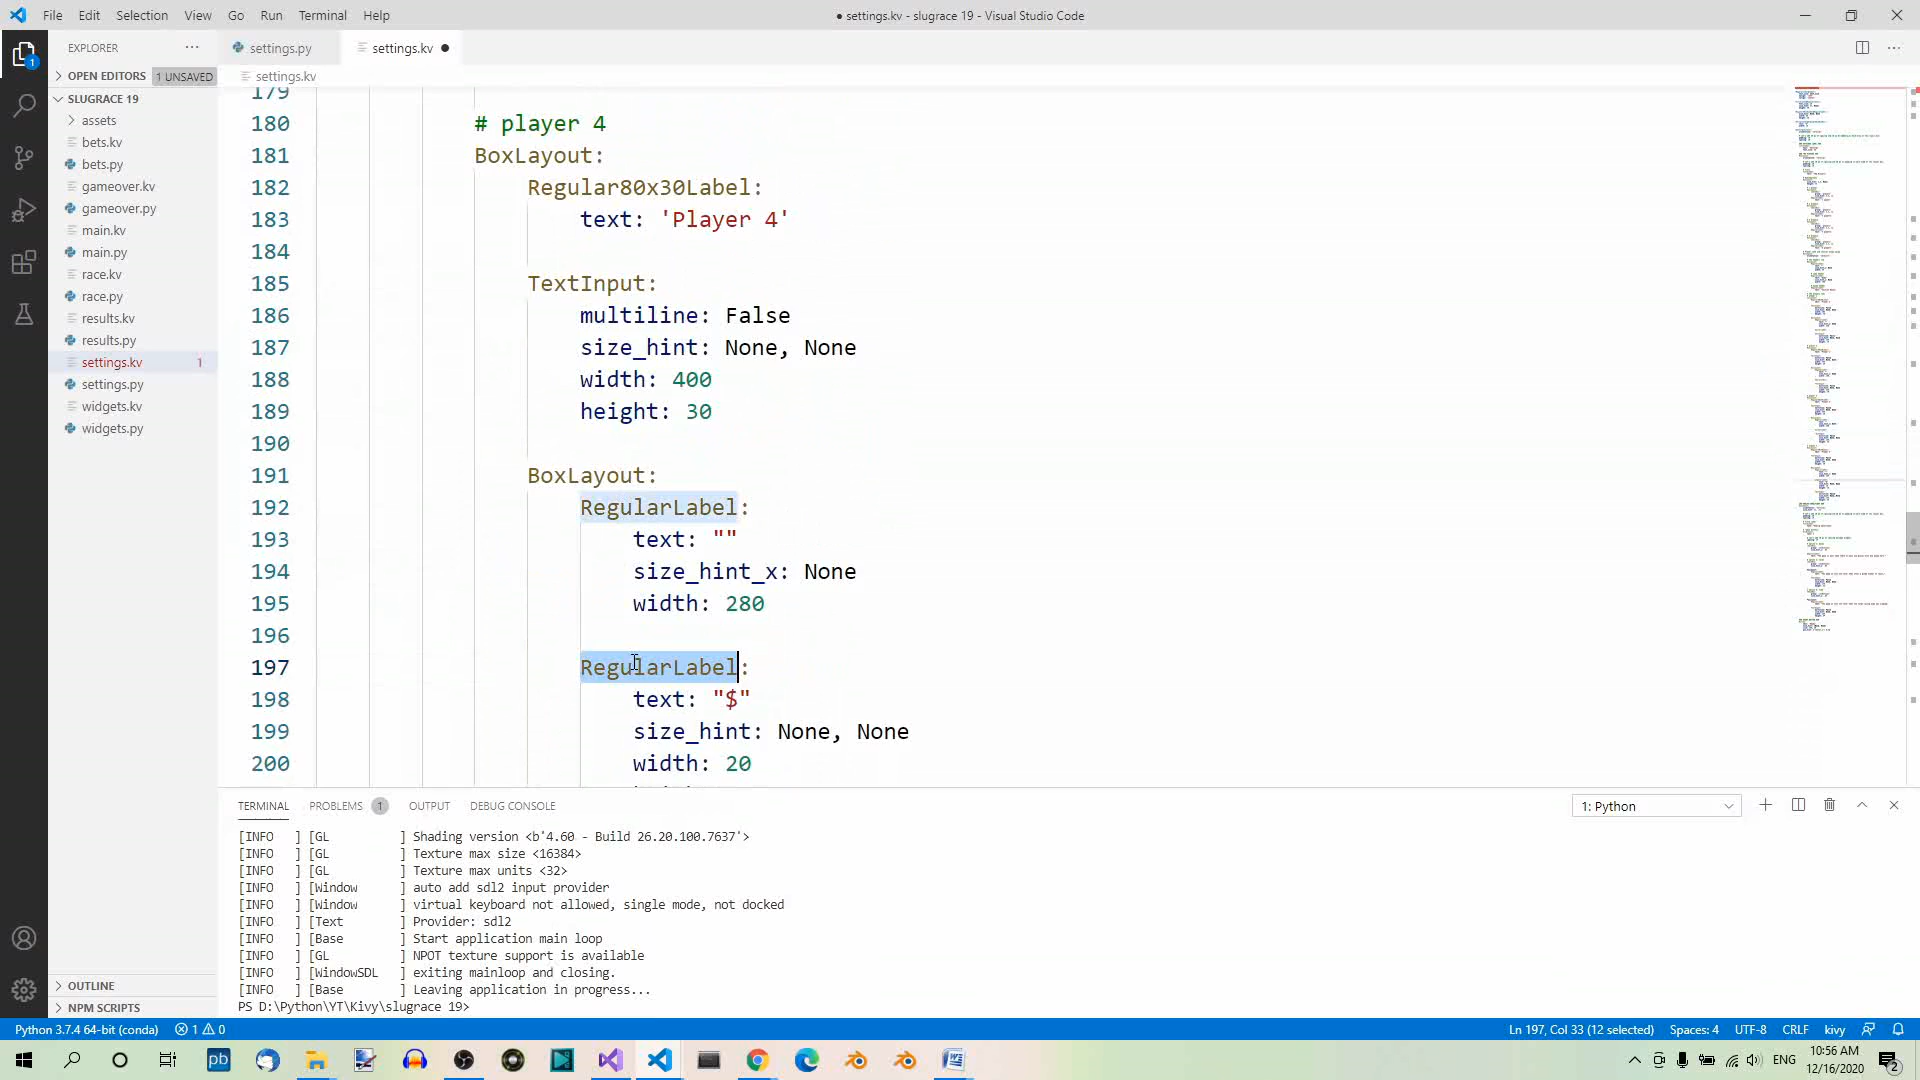 File Edit Selection View Go Run Terminal Help
● settings.kv - slugrace 19 - Visual Studio Code
EXPLORER
settings.py
settings.kv ●
OPEN EDITORS 1 UNSAVED
settings.kv
SLUGRACE 19
assets
bets.kv
bets.py
gameover.kv
gameover.py
main.kv
main.py
race.kv
race.py
results.kv
results.py
settings.kv 1
settings.py
widgets.kv
widgets.py
OUTLINE
NPM SCRIPTS
1
179
180 # player 4
181 BoxLayout:
182 Regular80x30Label:
183 text: 'Player 4'
184
185 TextInput:
186 multiline: False
187 size_hint: None, None
188 width: 400
189 height: 30
190
191 BoxLayout:
192 RegularLabel:
193 text: ""
194 size_hint_x: None
195 width: 280
196
197 RegularLabel:
198 text: "$"
199 size_hint: None, None
200 width: 20
TERMINAL PROBLEMS 1 OUTPUT DEBUG CONSOLE
1: Python
[INFO ] [GL ] Shading version <b'4.60 - Build 26.20.100.7637'>
[INFO ] [GL ] Texture max size <16384>
[INFO ] [GL ] Texture max units <32>
[INFO ] [Window ] auto add sdl2 input provider
[INFO ] [Window ] virtual keyboard not allowed, single mode, not docked
[INFO ] [Text ] Provider: sdl2
[INFO ] [Base ] Start application main loop
[INFO ] [GL ] NPOT texture support is available
[INFO ] [WindowSDL ] exiting mainloop and closing.
[INFO ] [Base ] Leaving application in progress...
PS D:\Python\YT\Kivy\slugrace 19>
Python 3.7.4 64-bit (conda) 1 0
Ln 197, Col 33 (12 selected) Spaces: 4 UTF-8 CRLF kivy
pb
ENG
10:56 AM
12/16/2020
2